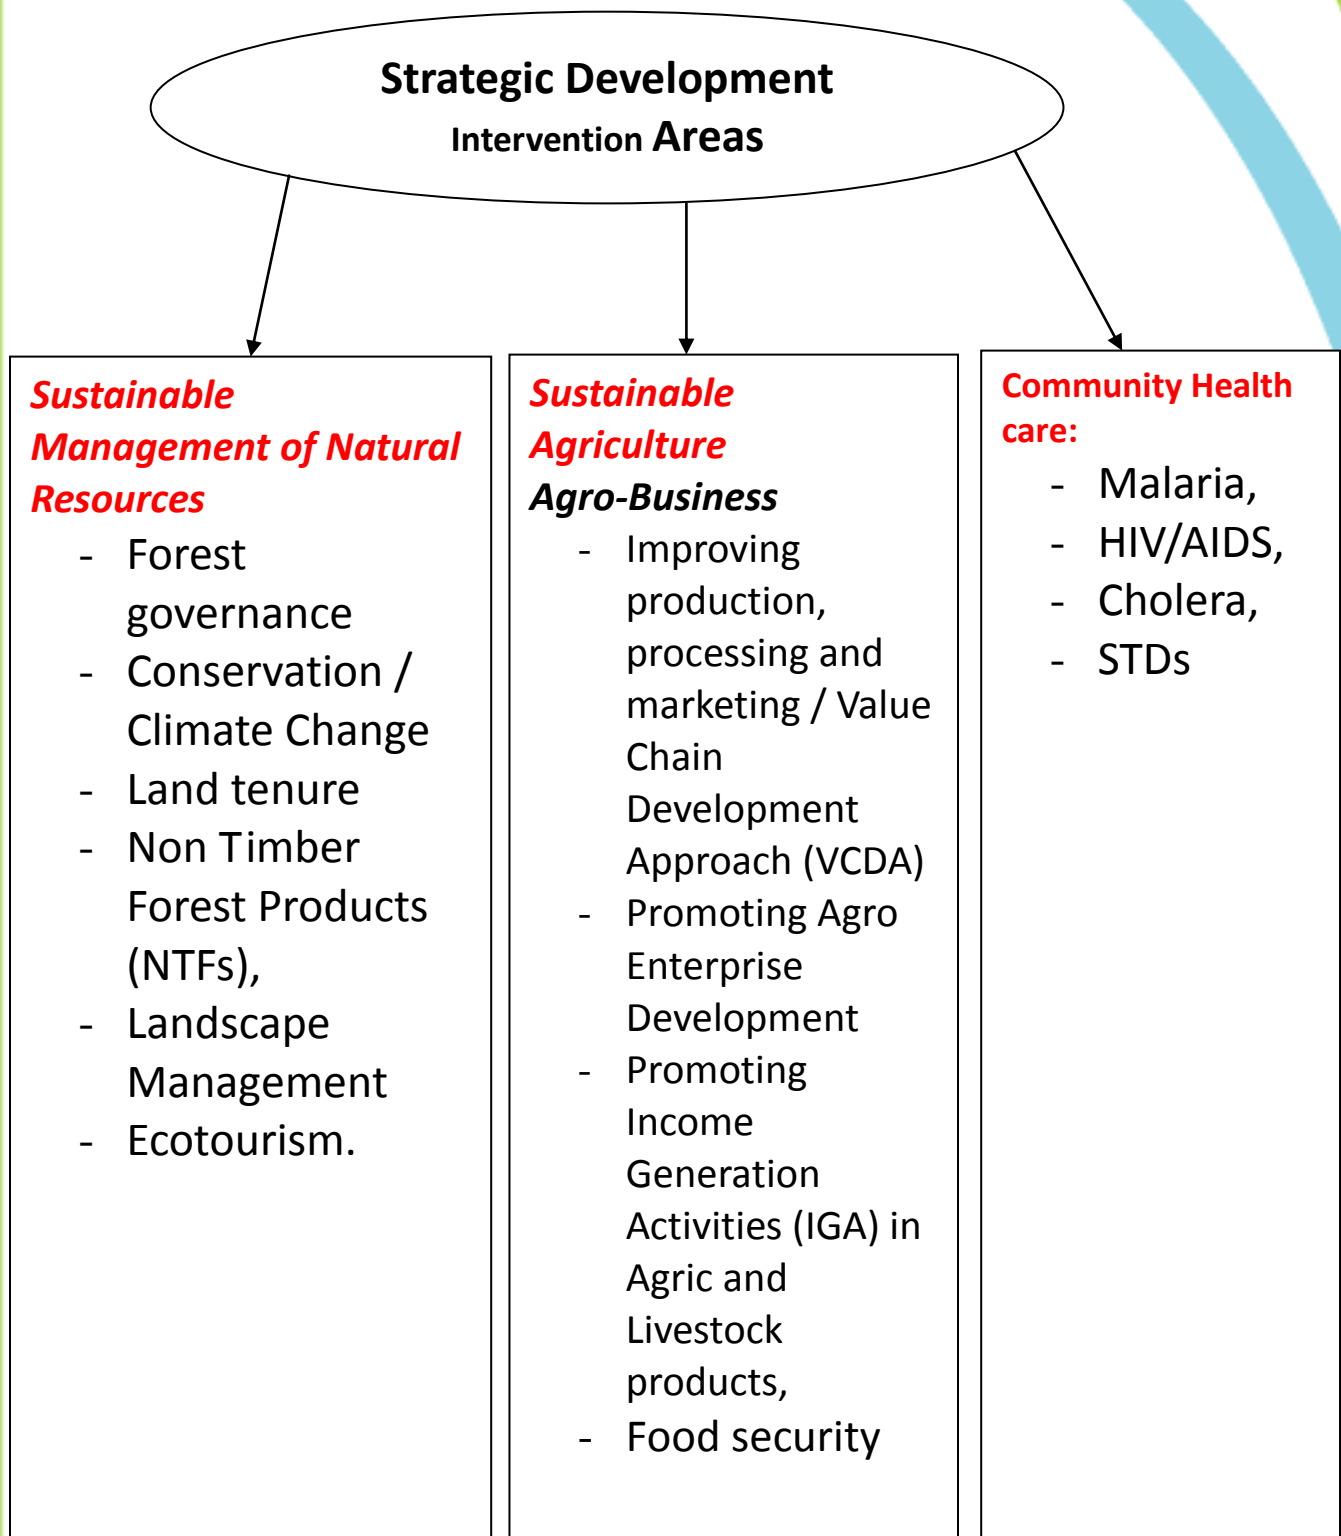 Strategic Development
Intervention Areas
Sustainable
Management of Natural
Resources
- Forest
governance
- Conservation /
Climate Change
- Land tenure
- Non Timber
Forest Products
(NTFs),
- Landscape
Management
- Ecotourism.
Sustainable
Agriculture
Agro-Business
- Improving
production,
processing and
marketing / Value
Chain
Development
Approach (VCDA)
- Promoting Agro
Enterprise
Development
- Promoting
Income
Generation
Activities (IGA) in
Agric and
Livestock
products,
- Food security
Community Health
care:
- Malaria,
- HIV/AIDS,
- Cholera,
- STDs